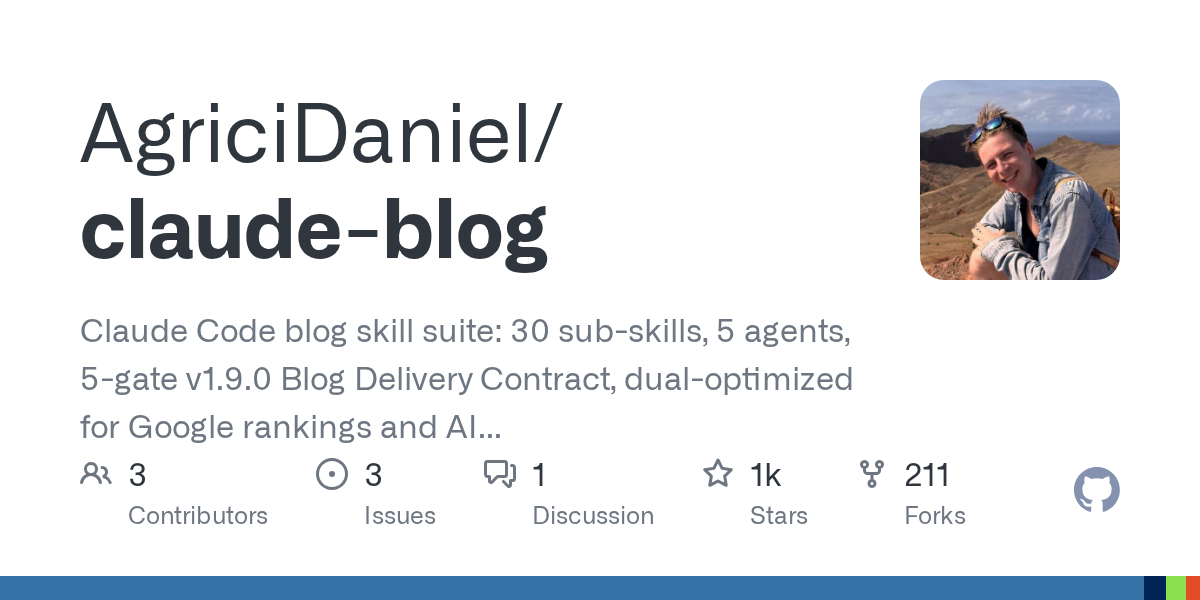 AgriciDaniel/
claude-blog
Claude Code blog skill suite: 30 sub-skills, 5 agents,
5-gate v1.9.0 Blog Delivery Contract, dual-optimized
for Google rankings and AI...
3
Contributors
3
Issues
1
Discussion
1k
Stars
211
Forks